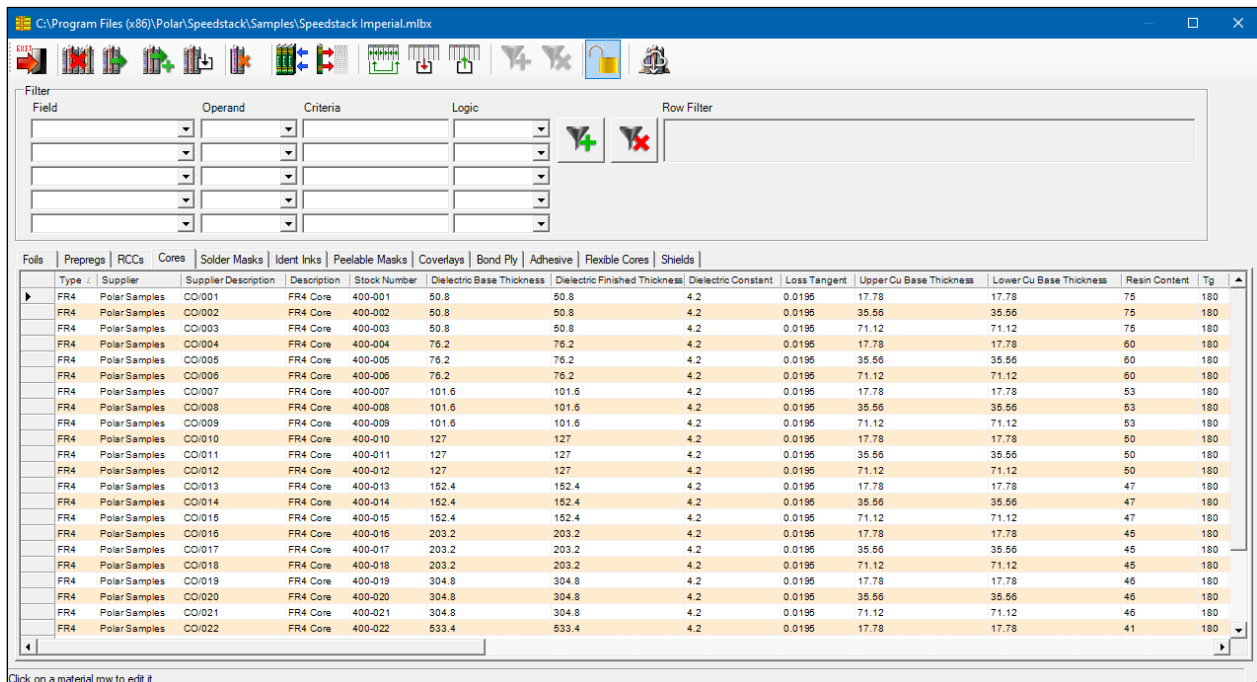 C:\Program Files (x86)\Polar\Speedstack\Samples\Speedstack Imperial.mlbx
EXIT
Filter
Field Operand Criteria Logic Row Filter
Foils Prepregs RCCs Cores Solder Masks Ident Inks Peelable Masks Coverlays Bond Ply Adhesive Flexible Cores Shields
Type Supplier Supplier Description Description Stock Number Dielectric Base Thickness Dielectric Finished Thickness Dielectric Constant Loss Tangent Upper Cu Base Thickness Lower Cu Base Thickness Resin Content Tg
FR4 Polar Samples CO/001 FR4 Core 400-001 50.8 50.8 4.2 0.0195 17.78 17.78 75 180
FR4 Polar Samples CO/002 FR4 Core 400-002 50.8 50.8 4.2 0.0195 35.56 35.56 75 180
FR4 Polar Samples CO/003 FR4 Core 400-003 50.8 50.8 4.2 0.0195 71.12 71.12 75 180
FR4 Polar Samples CO/004 FR4 Core 400-004 76.2 76.2 4.2 0.0195 17.78 17.78 60 180
FR4 Polar Samples CO/005 FR4 Core 400-005 76.2 76.2 4.2 0.0195 35.56 35.56 60 180
FR4 Polar Samples CO/006 FR4 Core 400-006 76.2 76.2 4.2 0.0195 71.12 71.12 60 180
FR4 Polar Samples CO/007 FR4 Core 400-007 101.6 101.6 4.2 0.0195 17.78 17.78 53 180
FR4 Polar Samples CO/008 FR4 Core 400-008 101.6 101.6 4.2 0.0195 35.56 35.56 53 180
FR4 Polar Samples CO/009 FR4 Core 400-009 101.6 101.6 4.2 0.0195 71.12 71.12 53 180
FR4 Polar Samples CO/010 FR4 Core 400-010 127 127 4.2 0.0195 17.78 17.78 50 180
FR4 Polar Samples CO/011 FR4 Core 400-011 127 127 4.2 0.0195 35.56 35.56 50 180
FR4 Polar Samples CO/012 FR4 Core 400-012 127 127 4.2 0.0195 71.12 71.12 50 180
FR4 Polar Samples CO/013 FR4 Core 400-013 152.4 152.4 4.2 0.0195 17.78 17.78 47 180
FR4 Polar Samples CO/014 FR4 Core 400-014 152.4 152.4 4.2 0.0195 35.56 35.56 47 180
FR4 Polar Samples CO/015 FR4 Core 400-015 152.4 152.4 4.2 0.0195 71.12 71.12 47 180
FR4 Polar Samples CO/016 FR4 Core 400-016 203.2 203.2 4.2 0.0195 17.78 17.78 45 180
FR4 Polar Samples CO/017 FR4 Core 400-017 203.2 203.2 4.2 0.0195 35.56 35.56 45 180
FR4 Polar Samples CO/018 FR4 Core 400-018 203.2 203.2 4.2 0.0195 71.12 71.12 45 180
FR4 Polar Samples CO/019 FR4 Core 400-019 304.8 304.8 4.2 0.0195 17.78 17.78 46 180
FR4 Polar Samples CO/020 FR4 Core 400-020 304.8 304.8 4.2 0.0195 35.56 35.56 46 180
FR4 Polar Samples CO/021 FR4 Core 400-021 304.8 304.8 4.2 0.0195 71.12 71.12 46 180
FR4 Polar Samples CO/022 FR4 Core 400-022 533.4 533.4 4.2 0.0195 17.78 17.78 41 180
Click on a material row to edit it